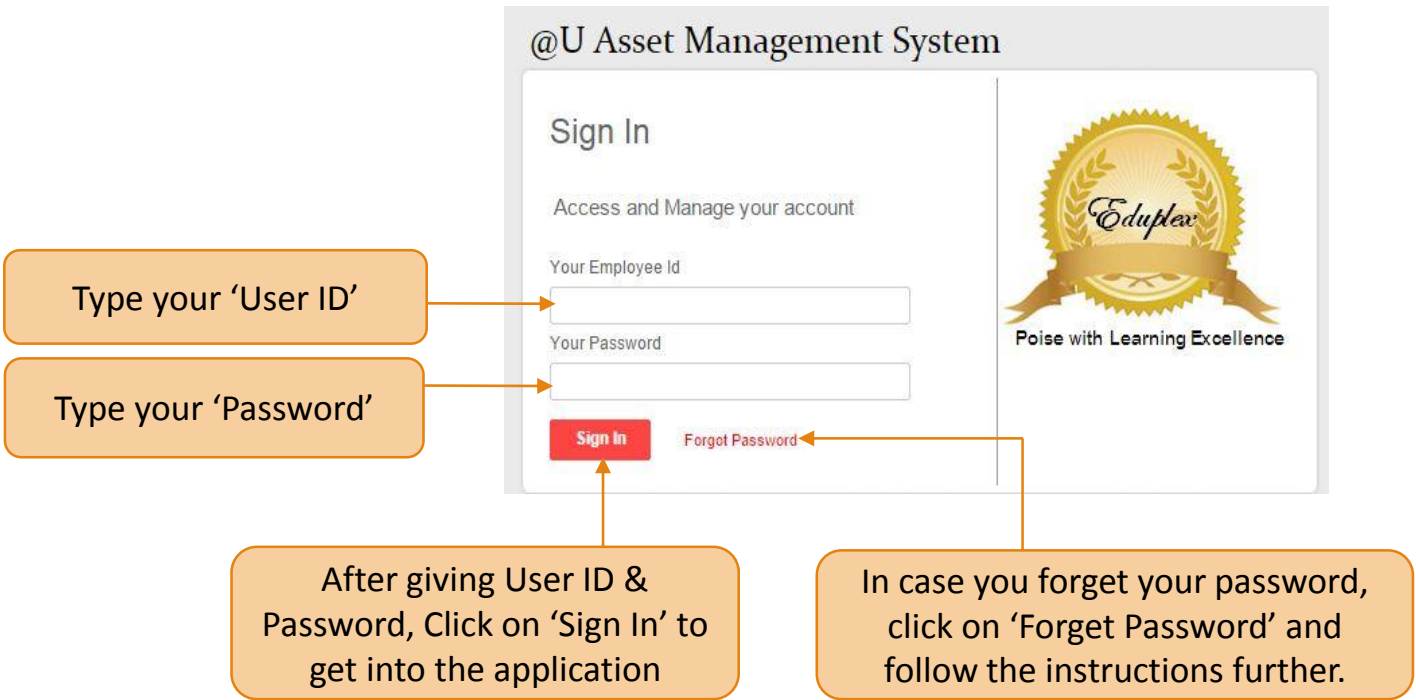 @U Asset Management System
Sign In
Access and Manage your account
Your Employee Id
Your Password
Sign In
Forgot Password
Eduplex
Poise with Learning Excellence
Type your ‘User ID’
Type your ‘Password’
After giving User ID &
Password, Click on ‘Sign In’ to
get into the application
In case you forget your password,
click on ‘Forget Password’ and
follow the instructions further.